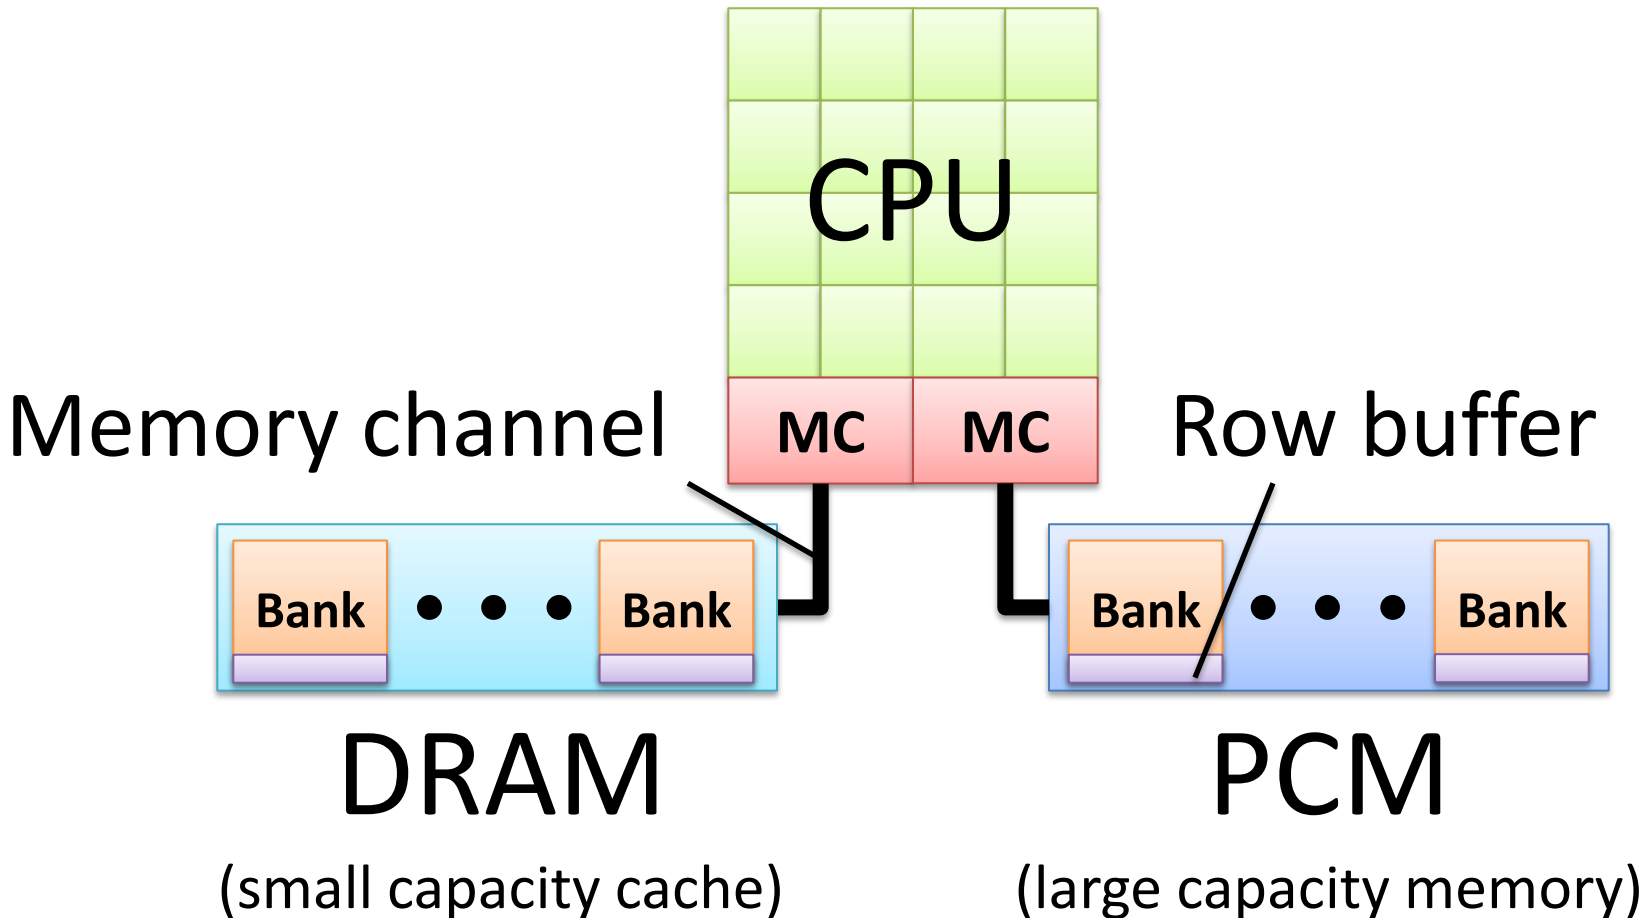 CPU
Memory channel
MC
MC
Row buffer
Bank
Bank
Bank
Bank
DRAM
(small capacity cache)
PCM
(large capacity memory)